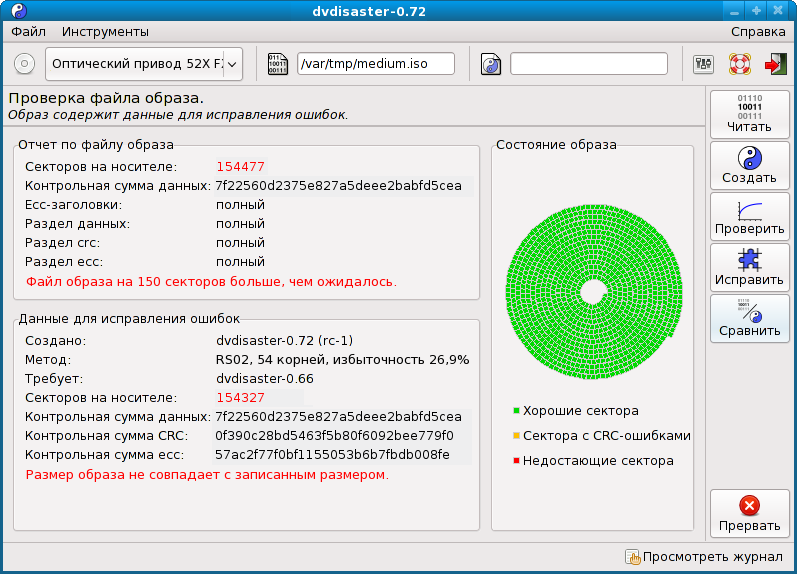 dvdisaster-0.72
Файл Инструменты Справка
Оптический привод 52X F /var/tmp/medium.iso
Проверка файла образа.
Образ содержит данные для исправления ошибок.
Отчет по файлу образа
Секторов на носителе: 154477
Контрольная сумма данных: 7f22560d2375e827a5deee2babfd5cea
Ecc-заголовки: полный
Раздел данных: полный
Раздел crc: полный
Раздел ecc: полный
Файл образа на 150 секторов больше, чем ожидалось.
Данные для исправления ошибок
Создано: dvdisaster-0.72 (rc-1)
Метод: RS02, 54 корней, избыточность 26,9%
Требует: dvdisaster-0.66
Секторов на носителе: 154327
Контрольная сумма данных: 7f22560d2375e827a5deee2babfd5cea
Контрольная сумма CRC: 0f390c28bd5463f5b80f6092bee779f0
Контрольная сумма ecc: 57ac2f77f0bf1155053b6b7fbdb008fe
Размер образа не совпадает с записанным размером.
Состояние образа
Хорошие сектора
Сектора с CRC-ошибками
Недостающие сектора
01110
10011
00111
Читать
Создать
Проверить
Исправить
Сравнить
Прервать
Просмотреть журнал